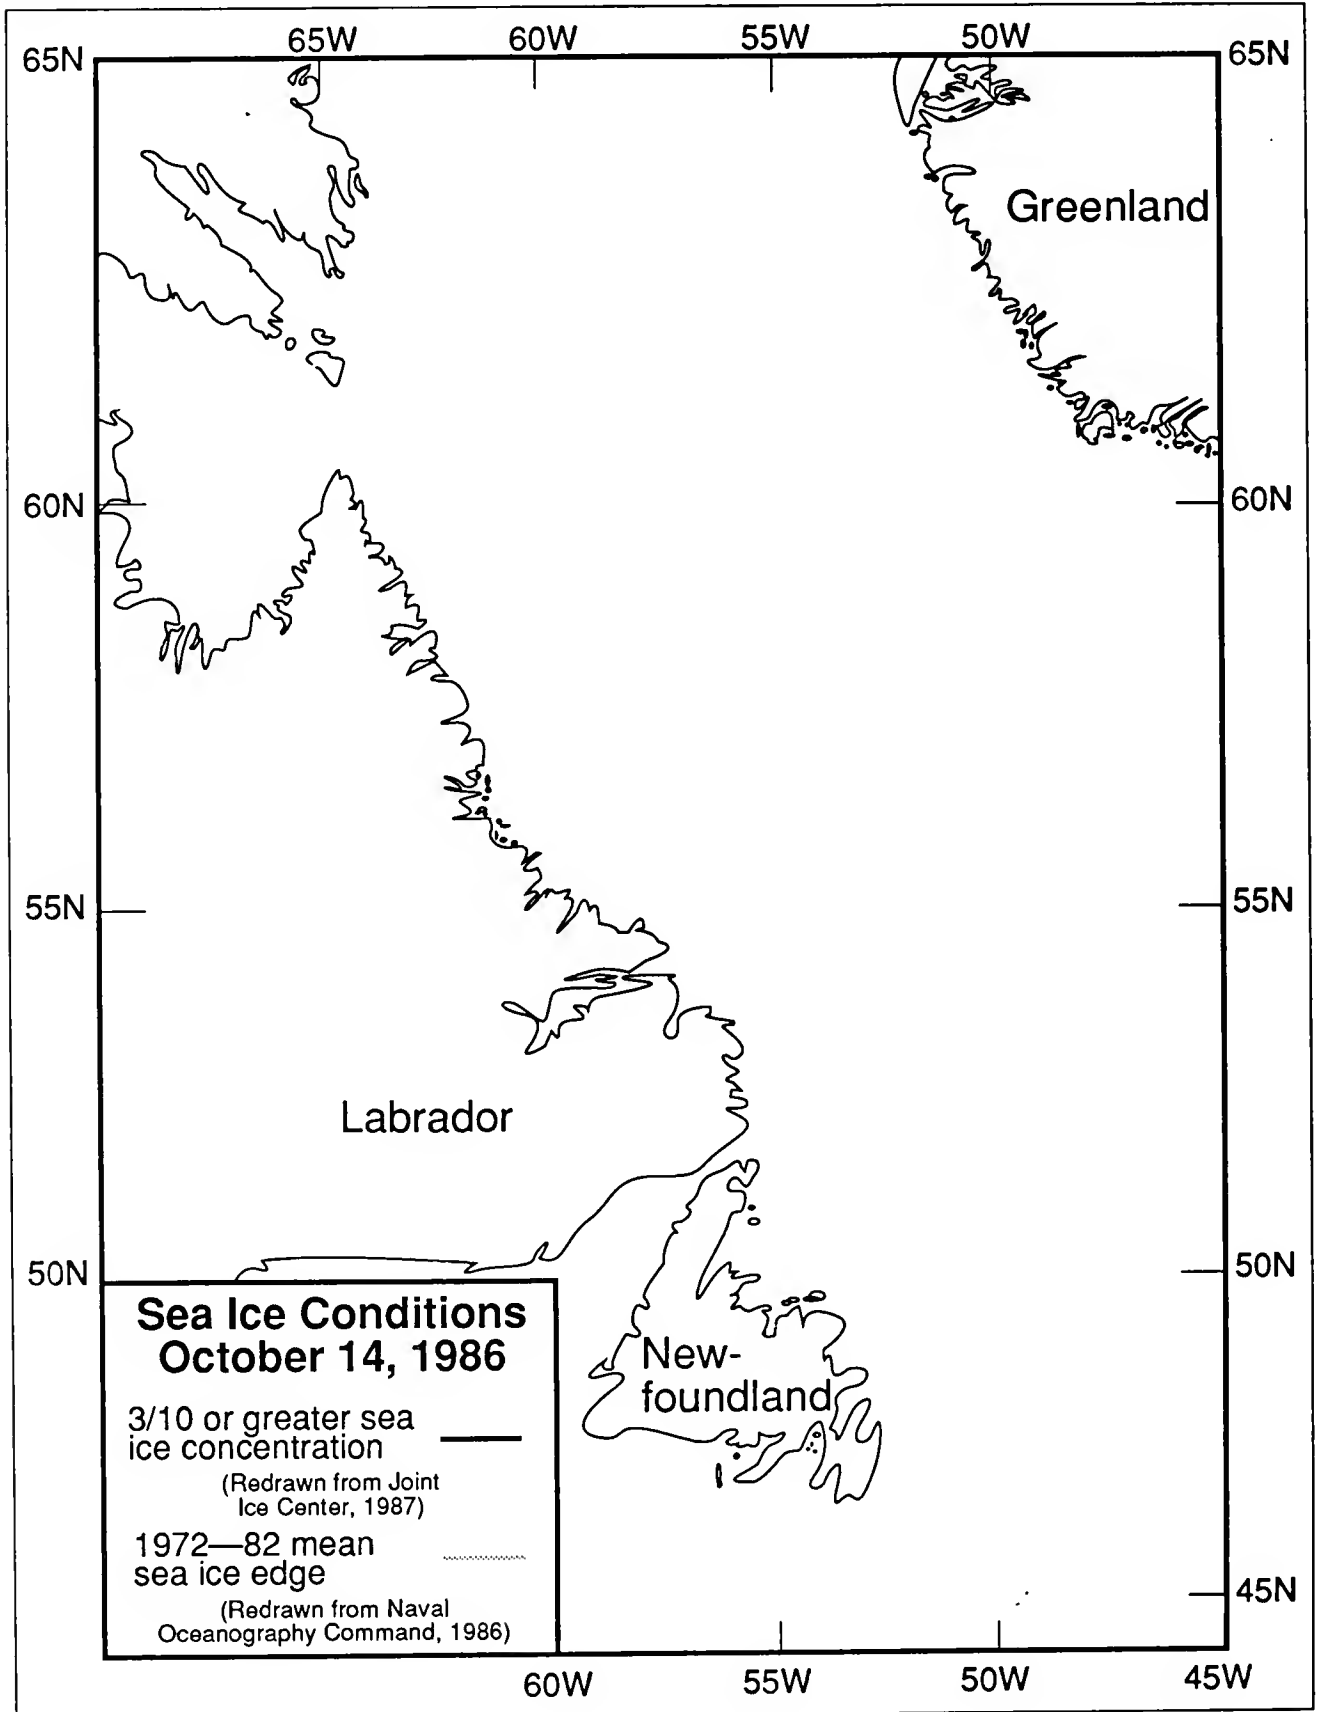 65W 60W 55W 50W
65N 65N
Greenland
60N 60N
55N 55N
Labrador
50N 50N
Sea Ice Conditions
October 14, 1986
3/10 or greater sea
ice concentration
(Redrawn from Joint
Ice Center, 1987)
1972—82 mean
sea ice edge
(Redrawn from Naval
Oceanography Command, 1986)
New-
foundland
45N
60W 55W 50W 45W